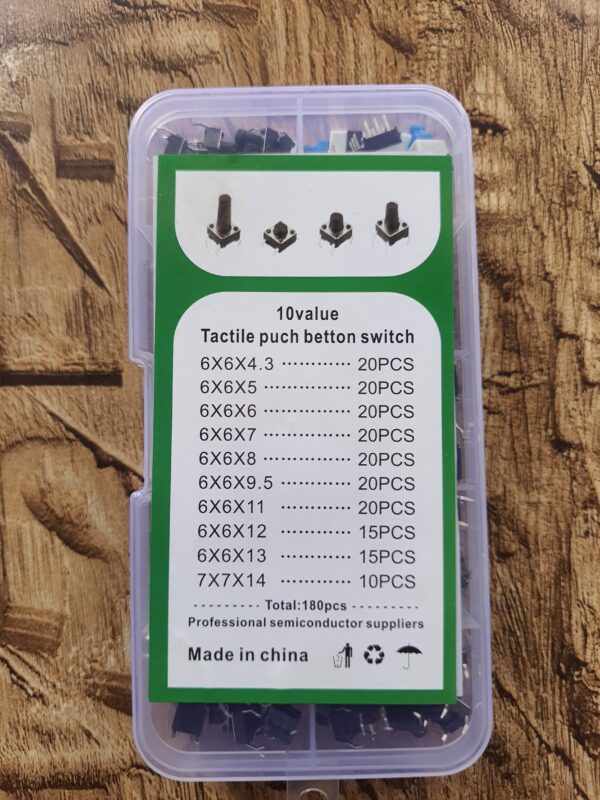 10value
Tactile puch betton switch
6X6X4.3 ············ 20PCS
6X6X5 ··············· 20PCS
6X6X6 ··············· 20PCS
6X6X7 ··············· 20PCS
6X6X8 ··············· 20PCS
6X6X9.5 ············ 20PCS
6X6X11 ············· 20PCS
6X6X12 ············ 15PCS
6X6X13 ············ 15PCS
7X7X14 ············ 10PCS
---------- Total:180pcs ----------
Professional semiconductor suppliers
Made in china